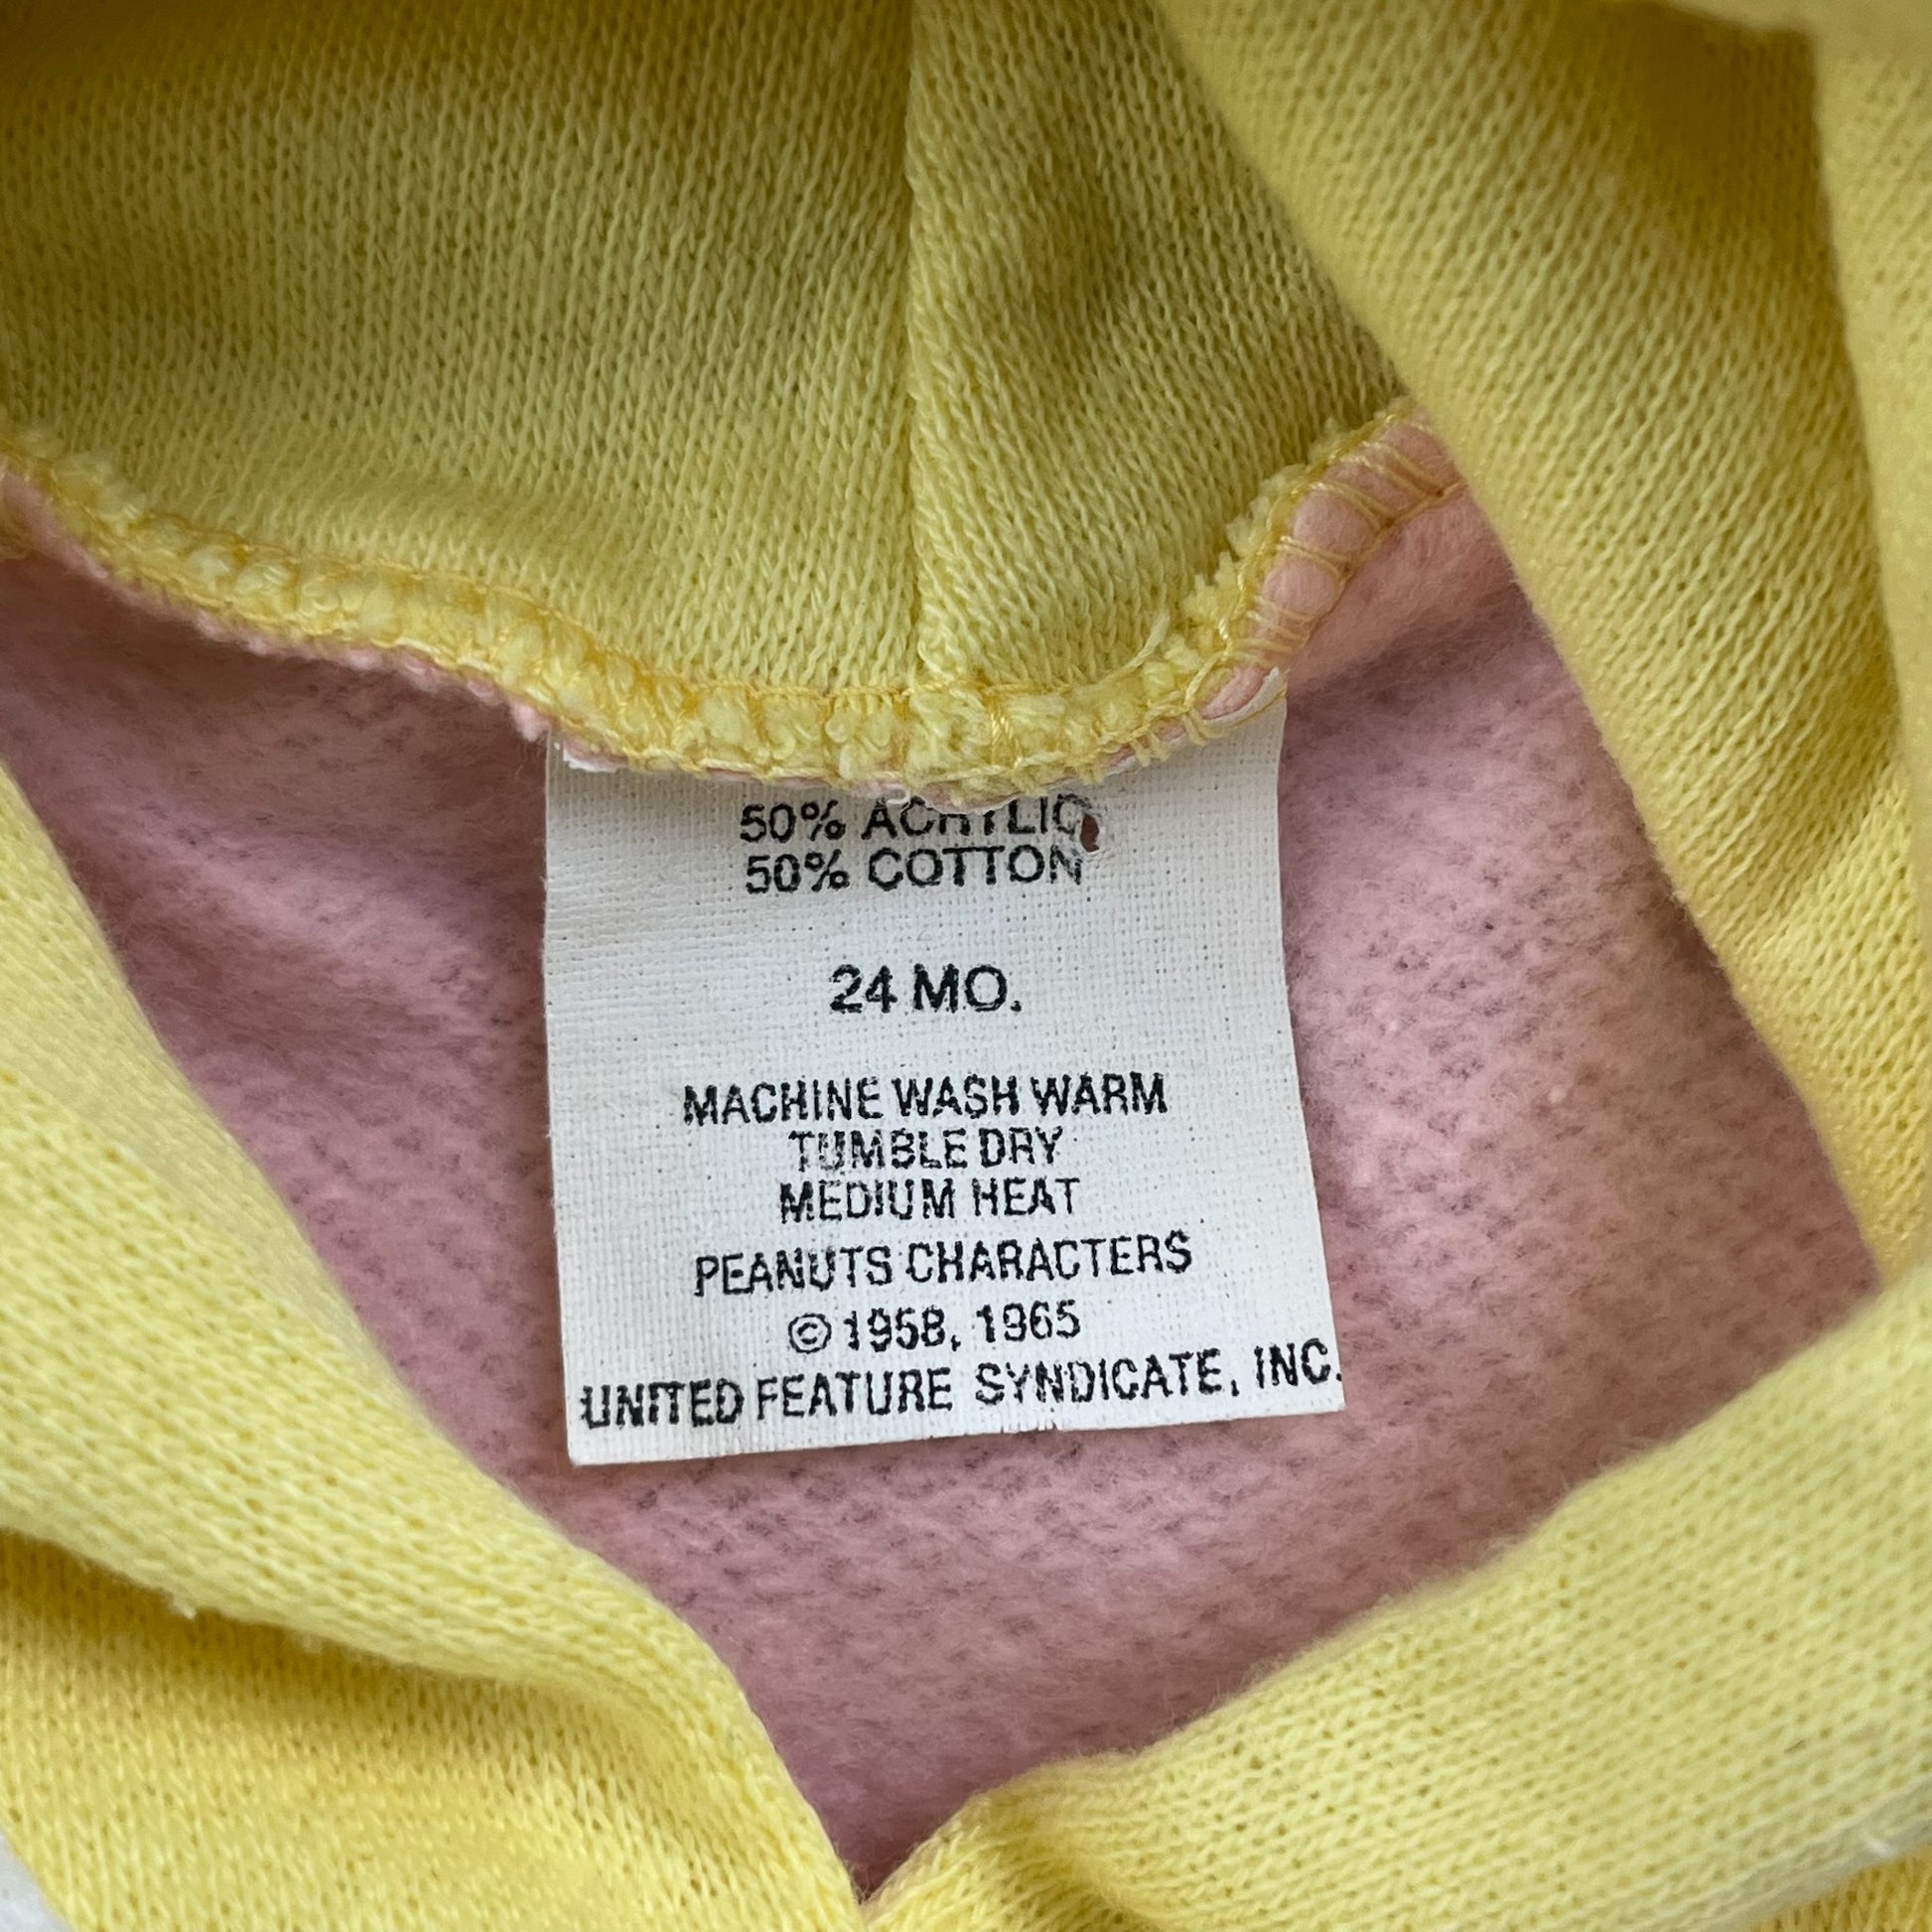 50% ACRYLIC
50% COTTON
24 MO.
MACHINE WASH WARM
TUMBLE DRY
MEDIUM HEAT
PEANUTS CHARACTERS
© 1958, 1965
UNITED FEATURE SYNDICATE, INC.